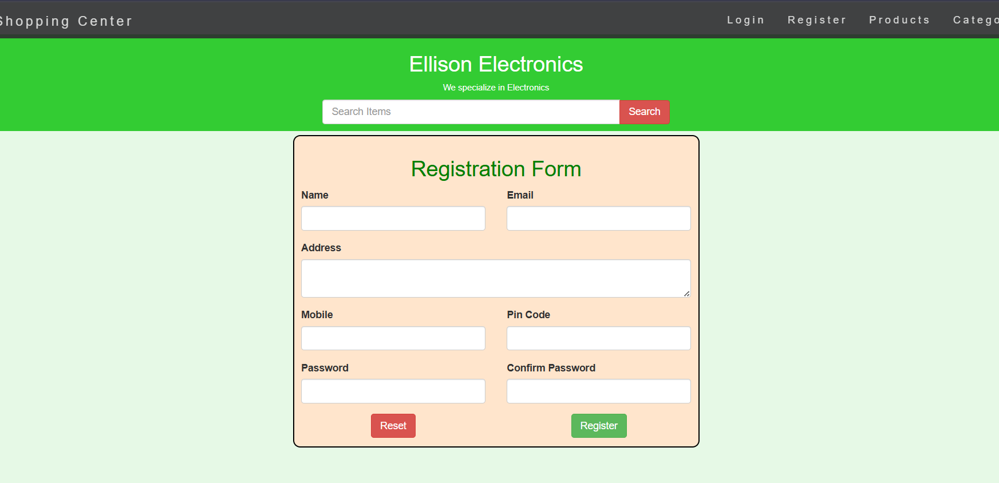 Shopping Center Login Register Products Catego
Ellison Electronics
We specialize in Electronics
Search Items Search
Registration Form
Name Email
Address
Mobile Pin Code
Password Confirm Password
Reset Register